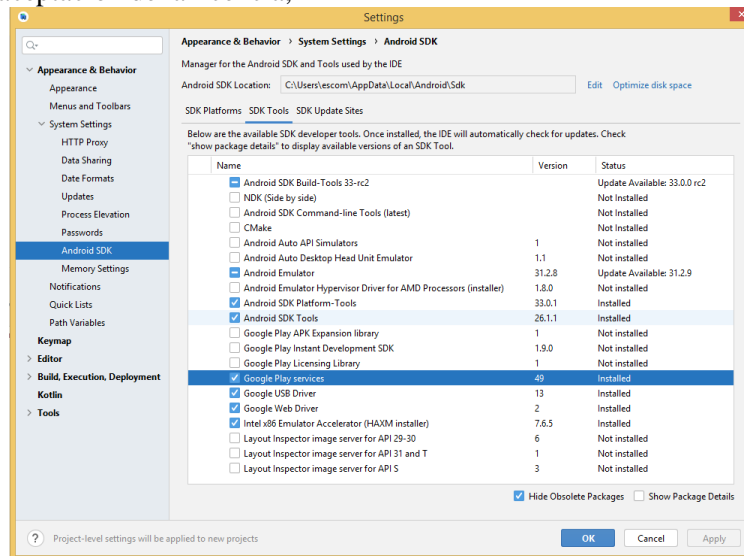 Settings
Appearance & Behavior
Appearance
Menus and Toolbars
System Settings
HTTP Proxy
Data Sharing
Date Formats
Updates
Process Elevation
Passwords
Android SDK
Memory Settings
Notifications
Quick Lists
Path Variables
Keymap
Editor
Build, Execution, Deployment
Kotlin
Tools
Appearance & Behavior > System Settings > Android SDK
Manager for the Android SDK and Tools used by the IDE
Android SDK Location: C:\Users\escom\AppData\Local\Android\Sdk Edit Optimize disk space
SDK Platforms SDK Tools SDK Update Sites
Below are the available SDK developer tools. Once installed, the IDE will automatically check for updates. Check
"show package details" to display available versions of an SDK Tool.
Name Version Status
Android SDK Build-Tools 33-rc2 Update Available: 33.0.0 rc2
NDK (Side by side) Not Installed
Android SDK Command-line Tools (latest) Not Installed
CMake Not Installed
Android Auto API Simulators 1 Not installed
Android Auto Desktop Head Unit Emulator 1.1 Not installed
Android Emulator 31.2.8 Update Available: 31.2.9
Android Emulator Hypervisor Driver for AMD Processors (installer) 1.8.0 Not installed
Android SDK Platform-Tools 33.0.1 Installed
Android SDK Tools 26.1.1 Installed
Google Play APK Expansion library 1 Not installed
Google Play Instant Development SDK 1.9.0 Not installed
Google Play Licensing Library 1 Not installed
Google Play services 49 Installed
Google USB Driver 13 Installed
Google Web Driver 2 Installed
Intel x86 Emulator Accelerator (HAXM installer) 7.6.5 Installed
Layout Inspector image server for API 29-30 6 Not installed
Layout Inspector image server for API 31 and T 1 Not installed
Layout Inspector image server for API S 3 Not installed
Hide Obsolete Packages Show Package Details
? Project-level settings will be applied to new projects
OK Cancel Apply